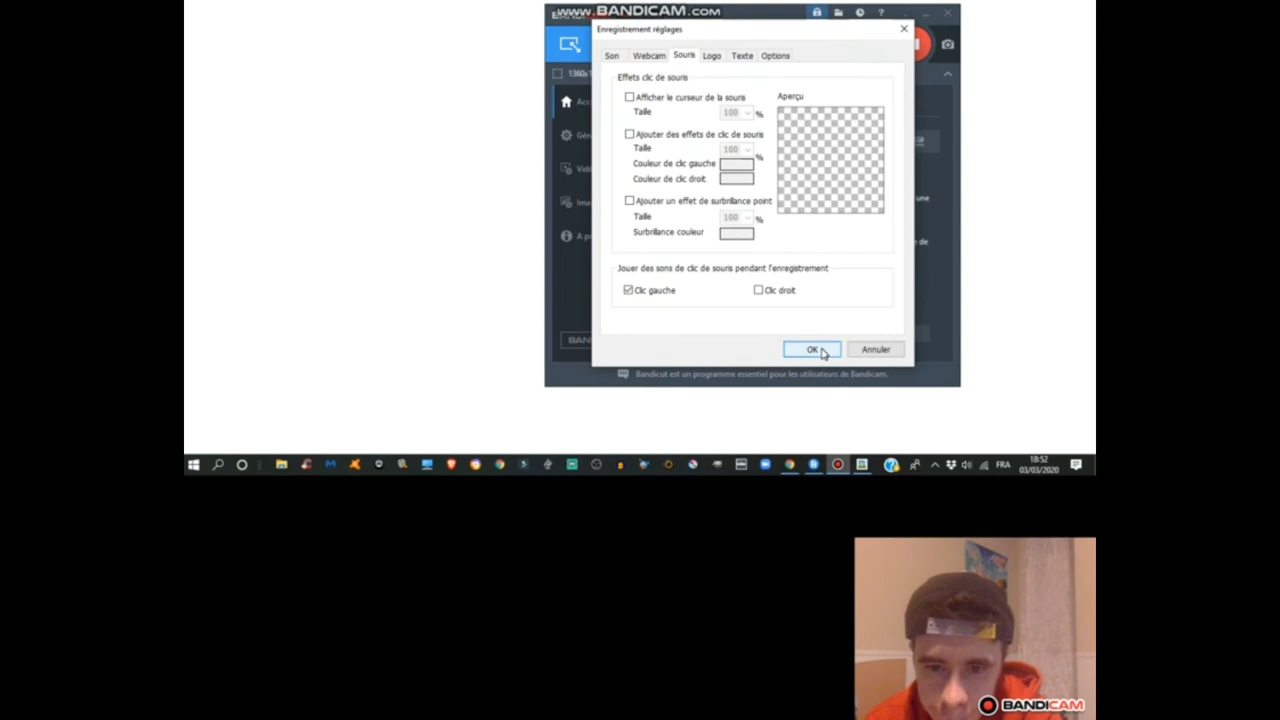 WWW.BANDICAM.COM
Enregistrement réglages
Son Webcam Souris Logo Texte Options
1360x
Effets clic de souris
Afficher le curseur de la souris
Aperçu
Taille 100 %
Ajouter des effets de clic de souris
Taille 100 %
Couleur de clic gauche
Couleur de clic droit
Ajouter un effet de surbrillance point
Taille 100 %
Surbrillance couleur
une
de
Jouer des sons de clic de souris pendant l'enregistrement
Clic gauche Clic droit
BAN
OK Annuler
Bandicut est un programme essentiel pour les utilisateurs de Bandicam.
FRA
18:52
03/03/2020
BANDICAM